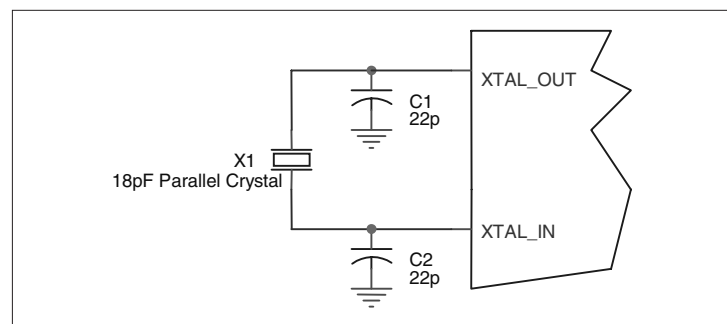 XTAL_OUT
C1
22p
X1
18pF Parallel Crystal
XTAL_IN
C2
22p